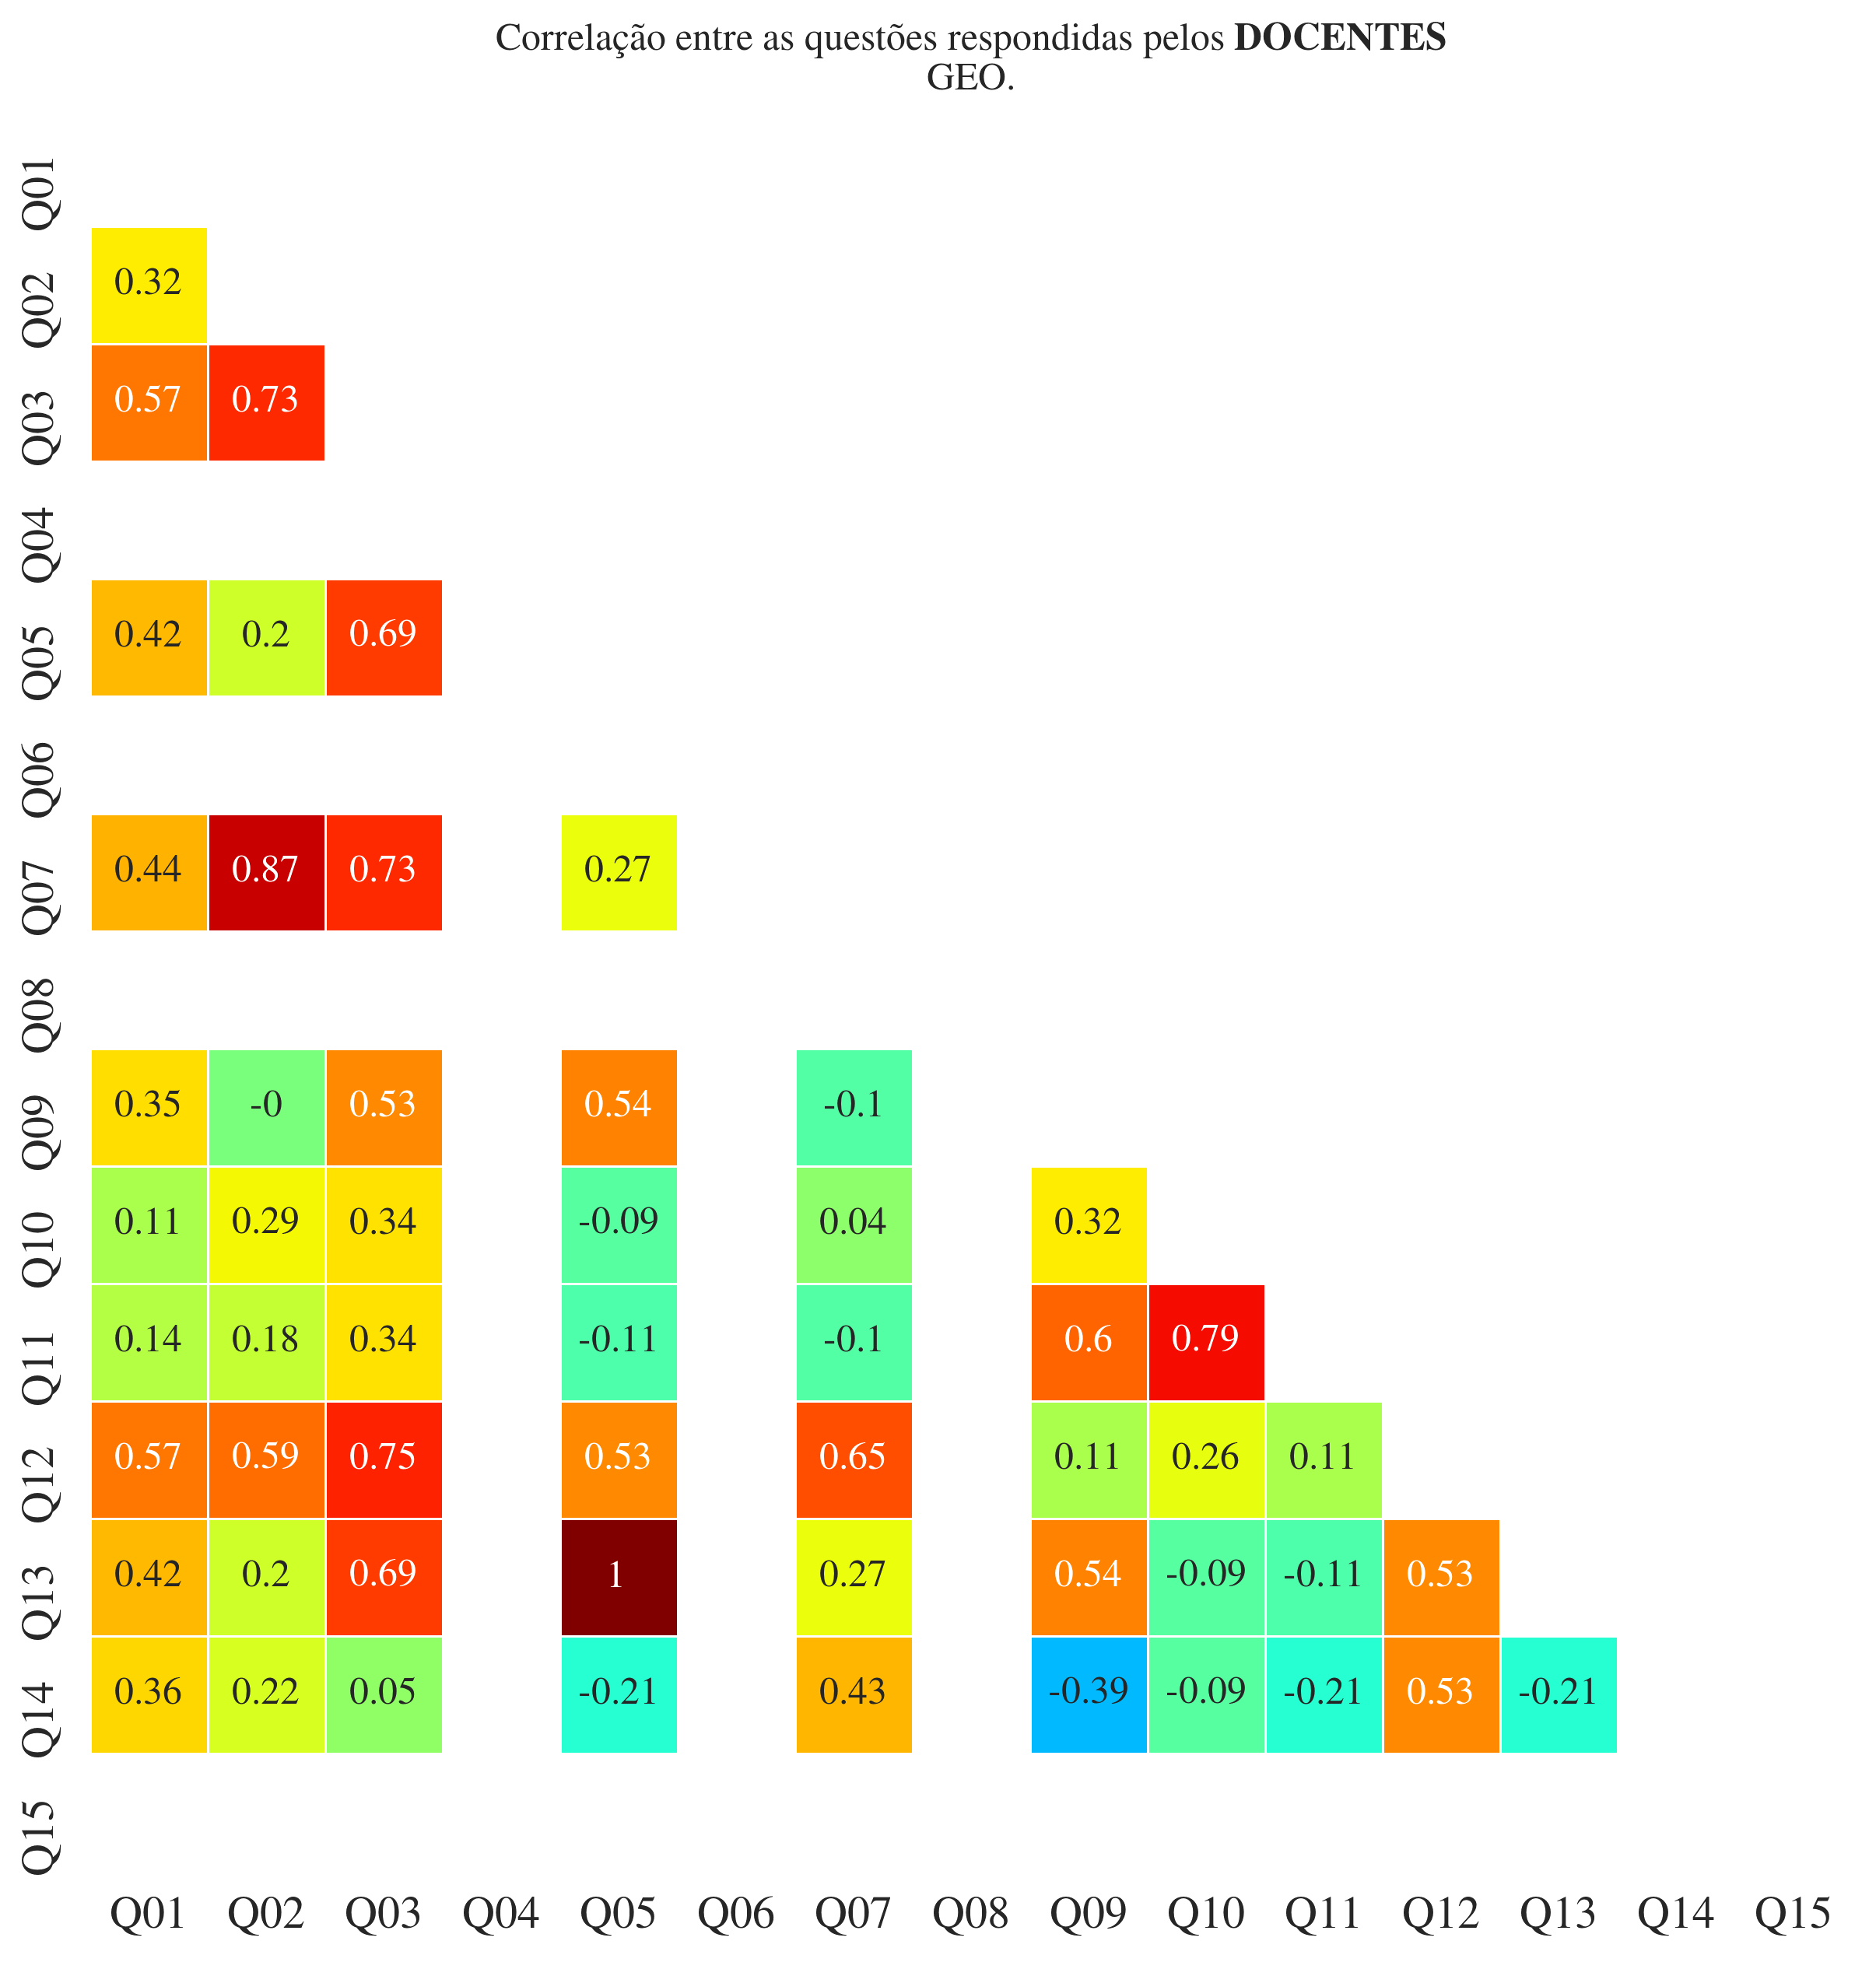 Correlação entre as questões respondidas pelos DOCENTES
GEO.
Q01
Q02 0.32
Q03 0.57 0.73
Q04
Q05 0.42 0.2 0.69
Q06
Q07 0.44 0.87 0.73 0.27
Q08
Q09 0.35 -0 0.53 0.54 -0.1
Q10 0.11 0.29 0.34 -0.09 0.04 0.32
Q11 0.14 0.18 0.34 -0.11 -0.1 0.6 0.79
Q12 0.57 0.59 0.75 0.53 0.65 0.11 0.26 0.11
Q13 0.42 0.2 0.69 1 0.27 0.54 -0.09 -0.11 0.53
Q14 0.36 0.22 0.05 -0.21 0.43 -0.39 -0.09 -0.21 0.53 -0.21
Q15
Q01 Q02 Q03 Q04 Q05 Q06 Q07 Q08 Q09 Q10 Q11 Q12 Q13 Q14 Q15